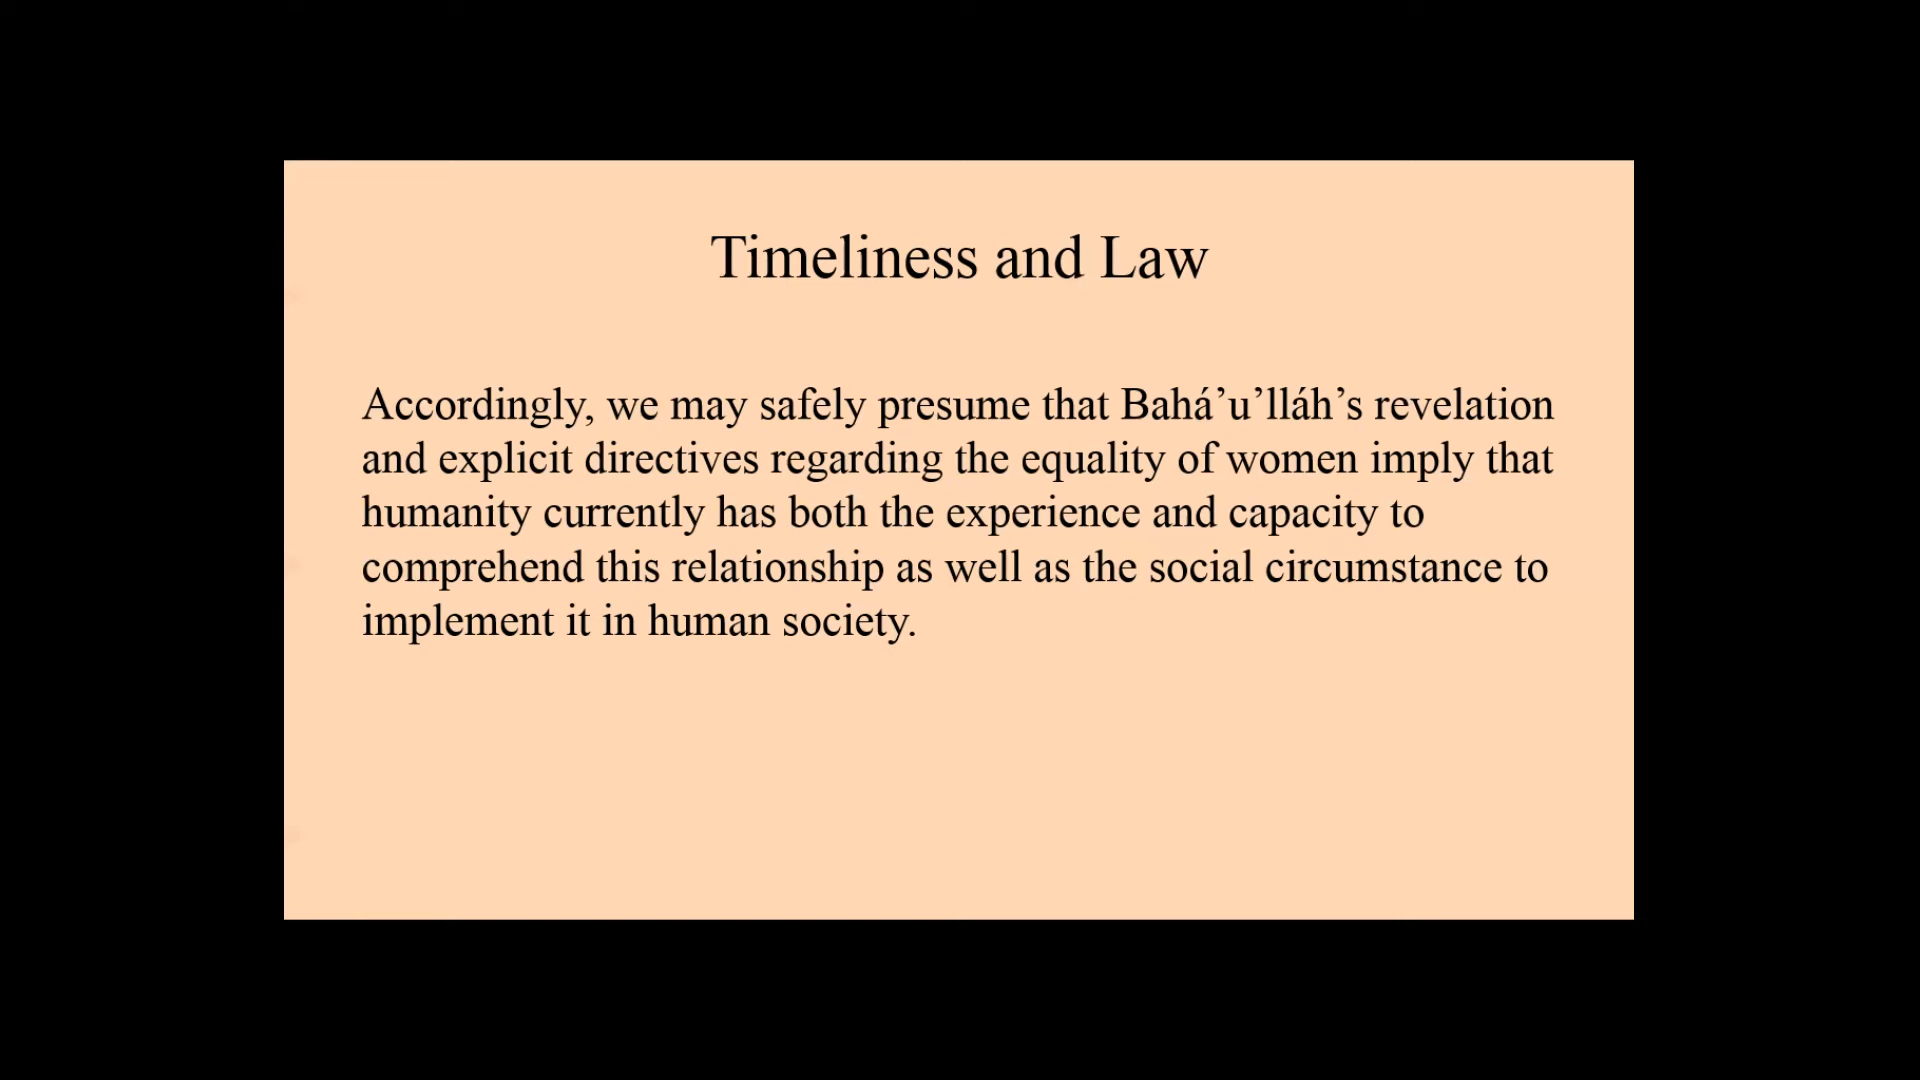 Timeliness and Law
Accordingly, we may safely presume that Bahá’u’lláh’s revelation
and explicit directives regarding the equality of women imply that
humanity currently has both the experience and capacity to
comprehend this relationship as well as the social circumstance to
implement it in human society.